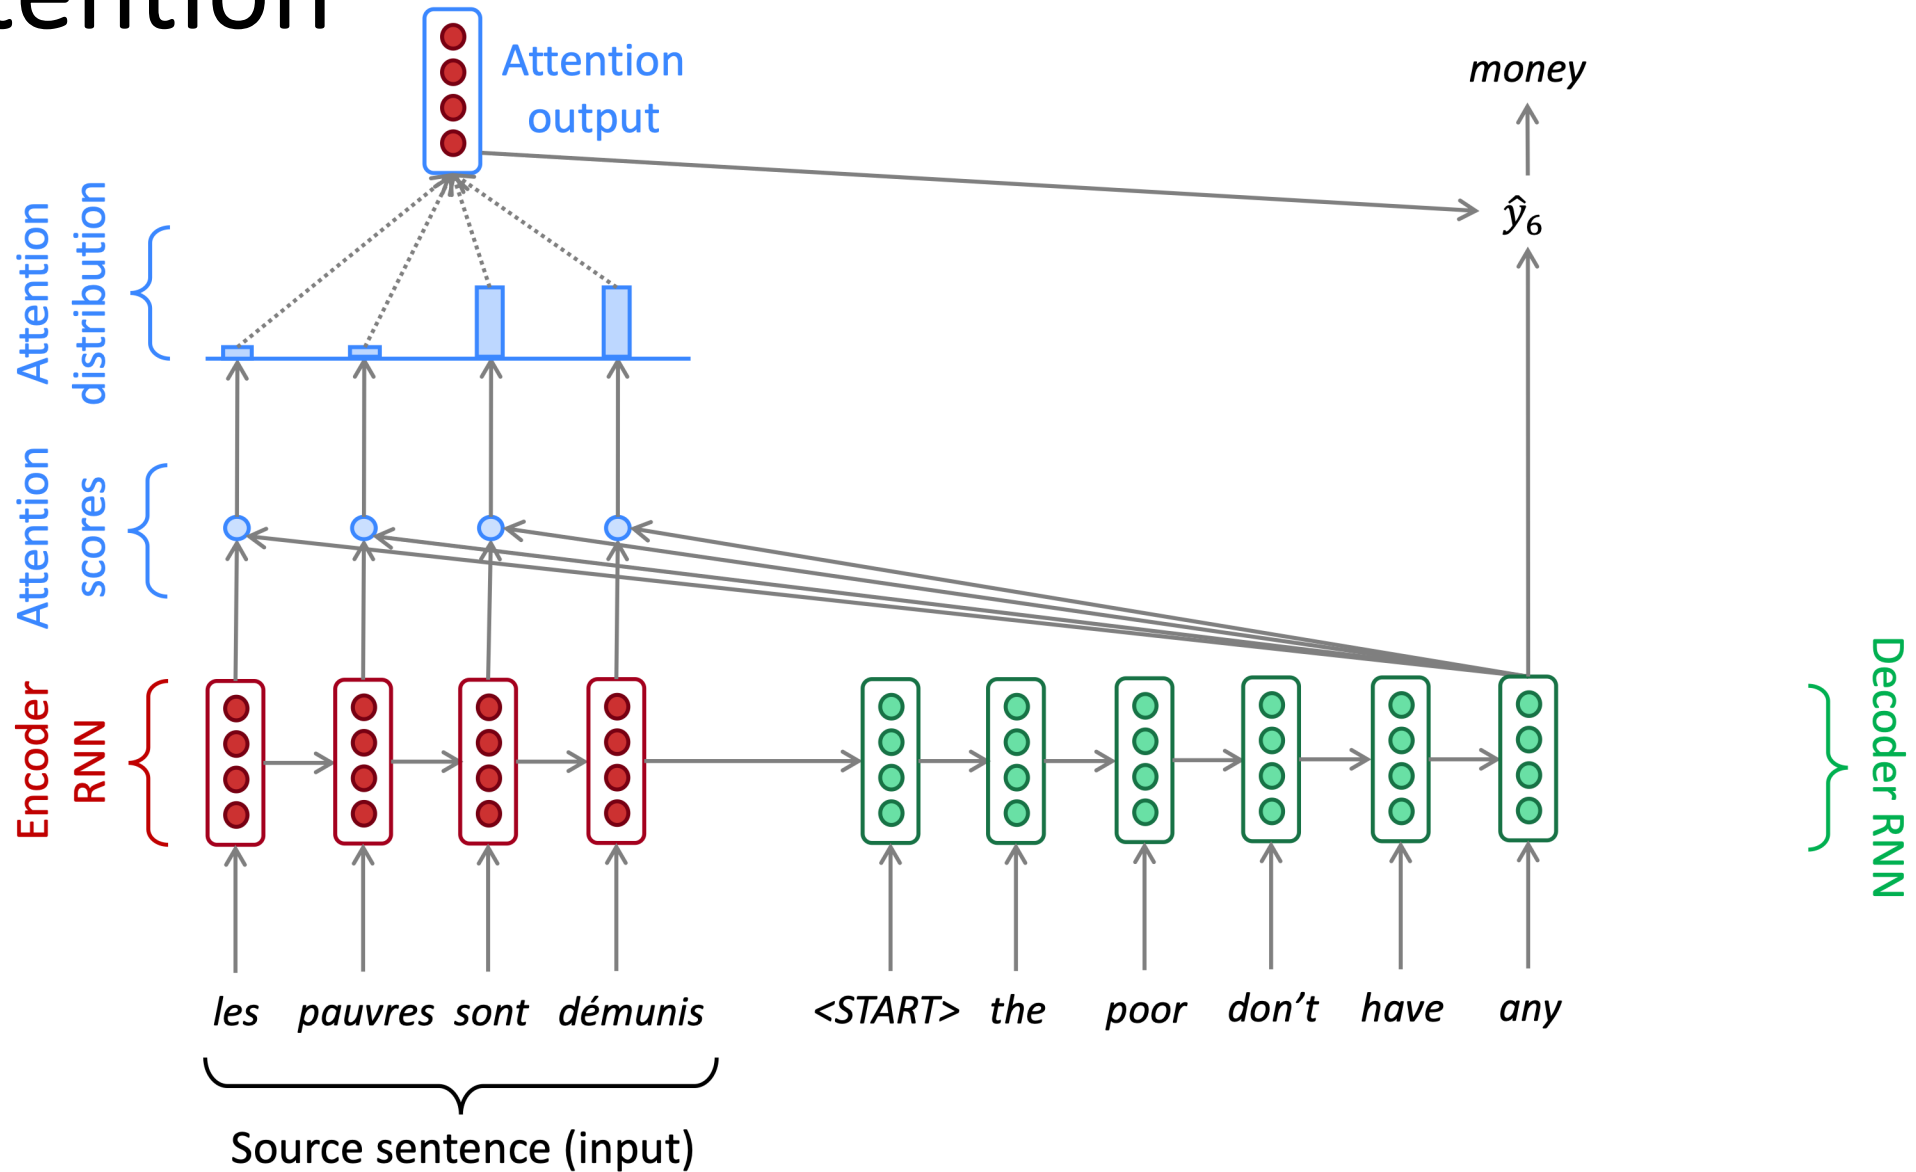 tention
Attention
output
money
ŷ6
Attention
distribution
Attention
scores
Encoder
RNN
Decoder RNN
les pauvres sont démunis <START> the poor don't have any
Source sentence (input)